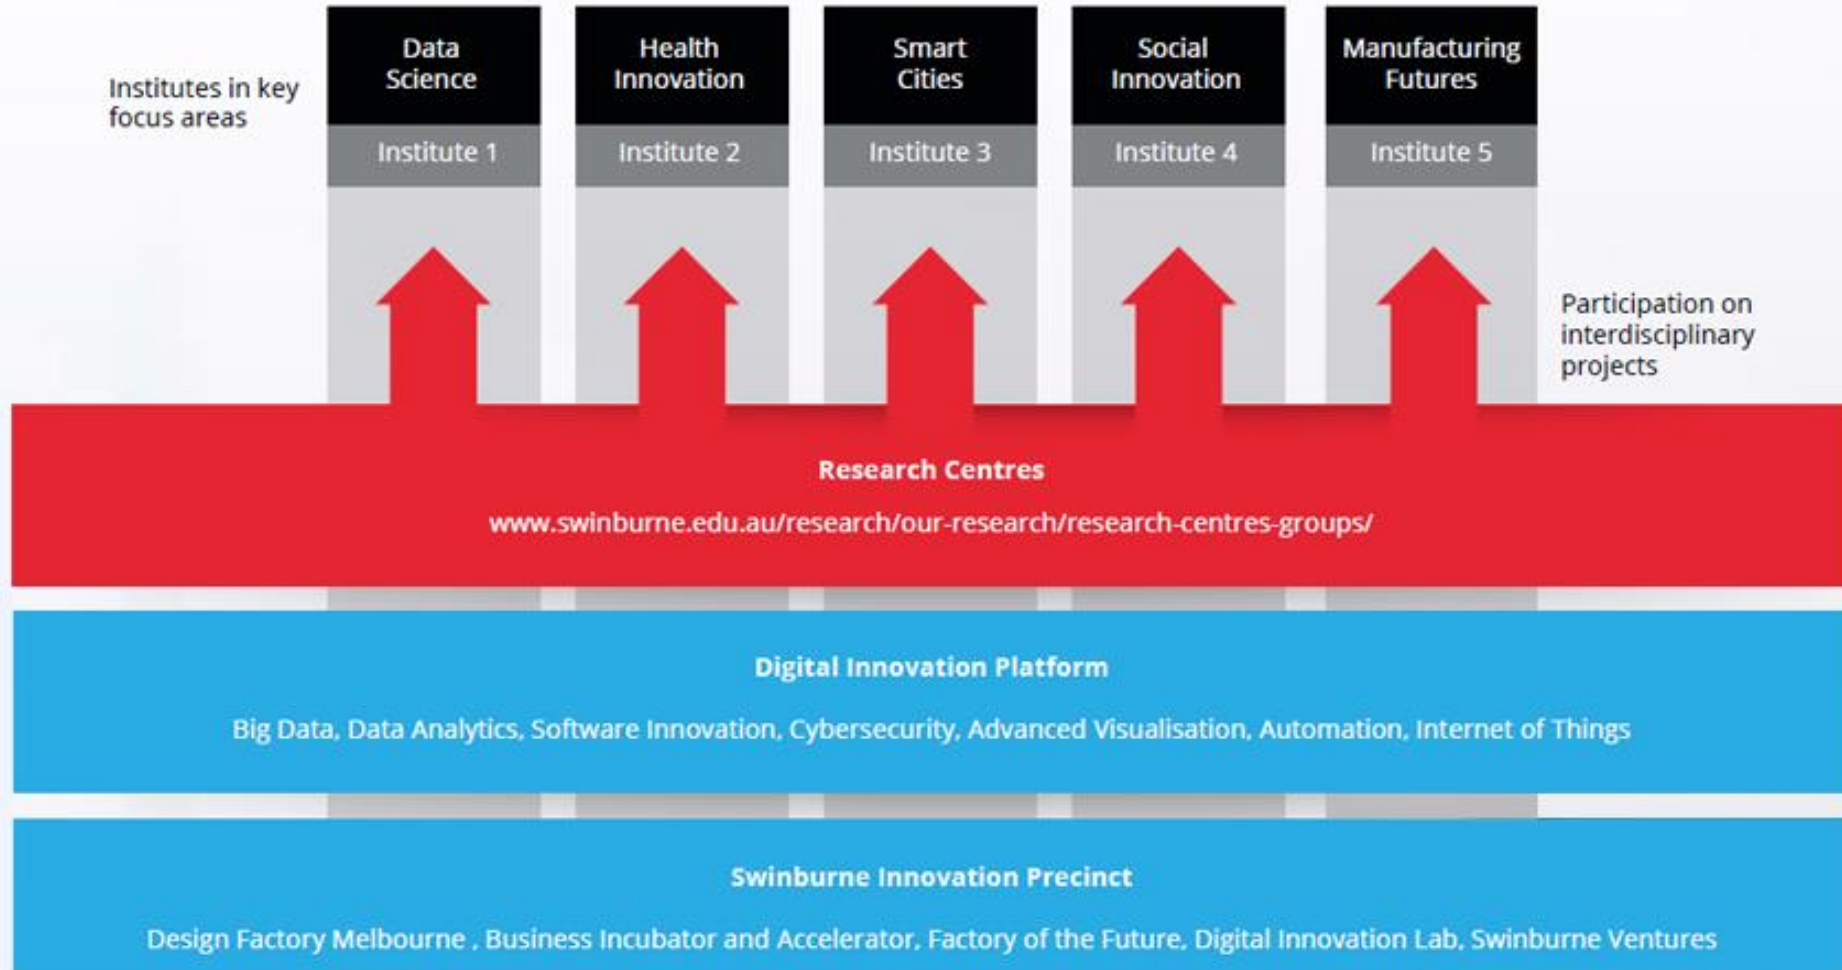 Institutes in key
focus areas
Data
Science
Institute 1
Health
Innovation
Institute 2
Smart
Cities
Institute 3
Social
Innovation
Institute 4
Manufacturing
Futures
Institute 5
Participation on
interdisciplinary
projects
Research Centres
www.swinburne.edu.au/research/our-research/research-centres-groups/
Digital Innovation Platform
Big Data, Data Analytics, Software Innovation, Cybersecurity, Advanced Visualisation, Automation, Internet of Things
Swinburne Innovation Precinct
Design Factory Melbourne , Business Incubator and Accelerator, Factory of the Future, Digital Innovation Lab, Swinburne Ventures